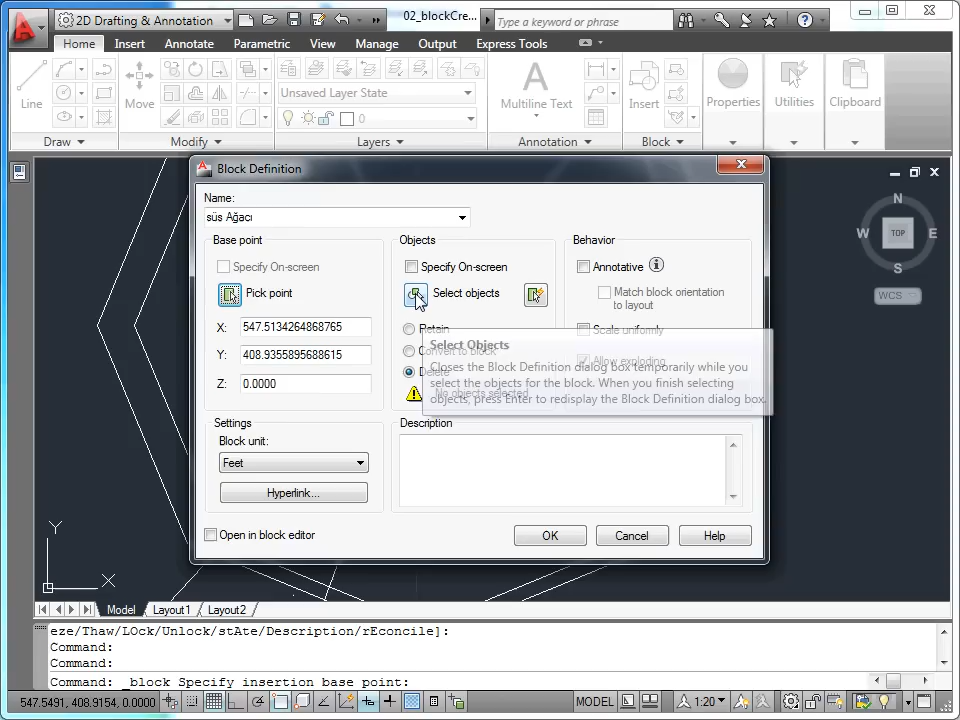 2D Drafting & Annotation
02_blockCre...
Type a keyword or phrase
Home
Insert
Annotate
Parametric
View
Manage
Output
Express Tools
Line
Move
Unsaved Layer State
0
Multiline Text
Insert
Properties
Utilities
Clipboard
Draw
Modify
Layers
Annotation
Block
Block Definition
Name:
süs Ağacı
Base point
Specify On-screen
Pick point
X: 547.5134264868765
Y: 408.9355895688615
Z: 0.0000
Objects
Specify On-screen
Select objects
Retain
Convert to block
Delete
No objects selected
Behavior
Annotative
Match block orientation
to layout
Scale uniformly
Allow exploding
Select Objects
Closes the Block Definition dialog box temporarily while you
select the objects for the block. When you finish selecting
objects, press Enter to redisplay the Block Definition dialog box.
Settings
Block unit:
Feet
Hyperlink...
Description
Open in block editor
OK
Cancel
Help
N
W
TOP
E
S
WCS
Y
X
Model
Layout1
Layout2
eze/Thaw/LOck/Unlock/stAte/Description/rEconcile]:
Command:
Command:
Command: _block Specify insertion base point:
547.5491, 408.9154, 0.0000
MODEL
1:20